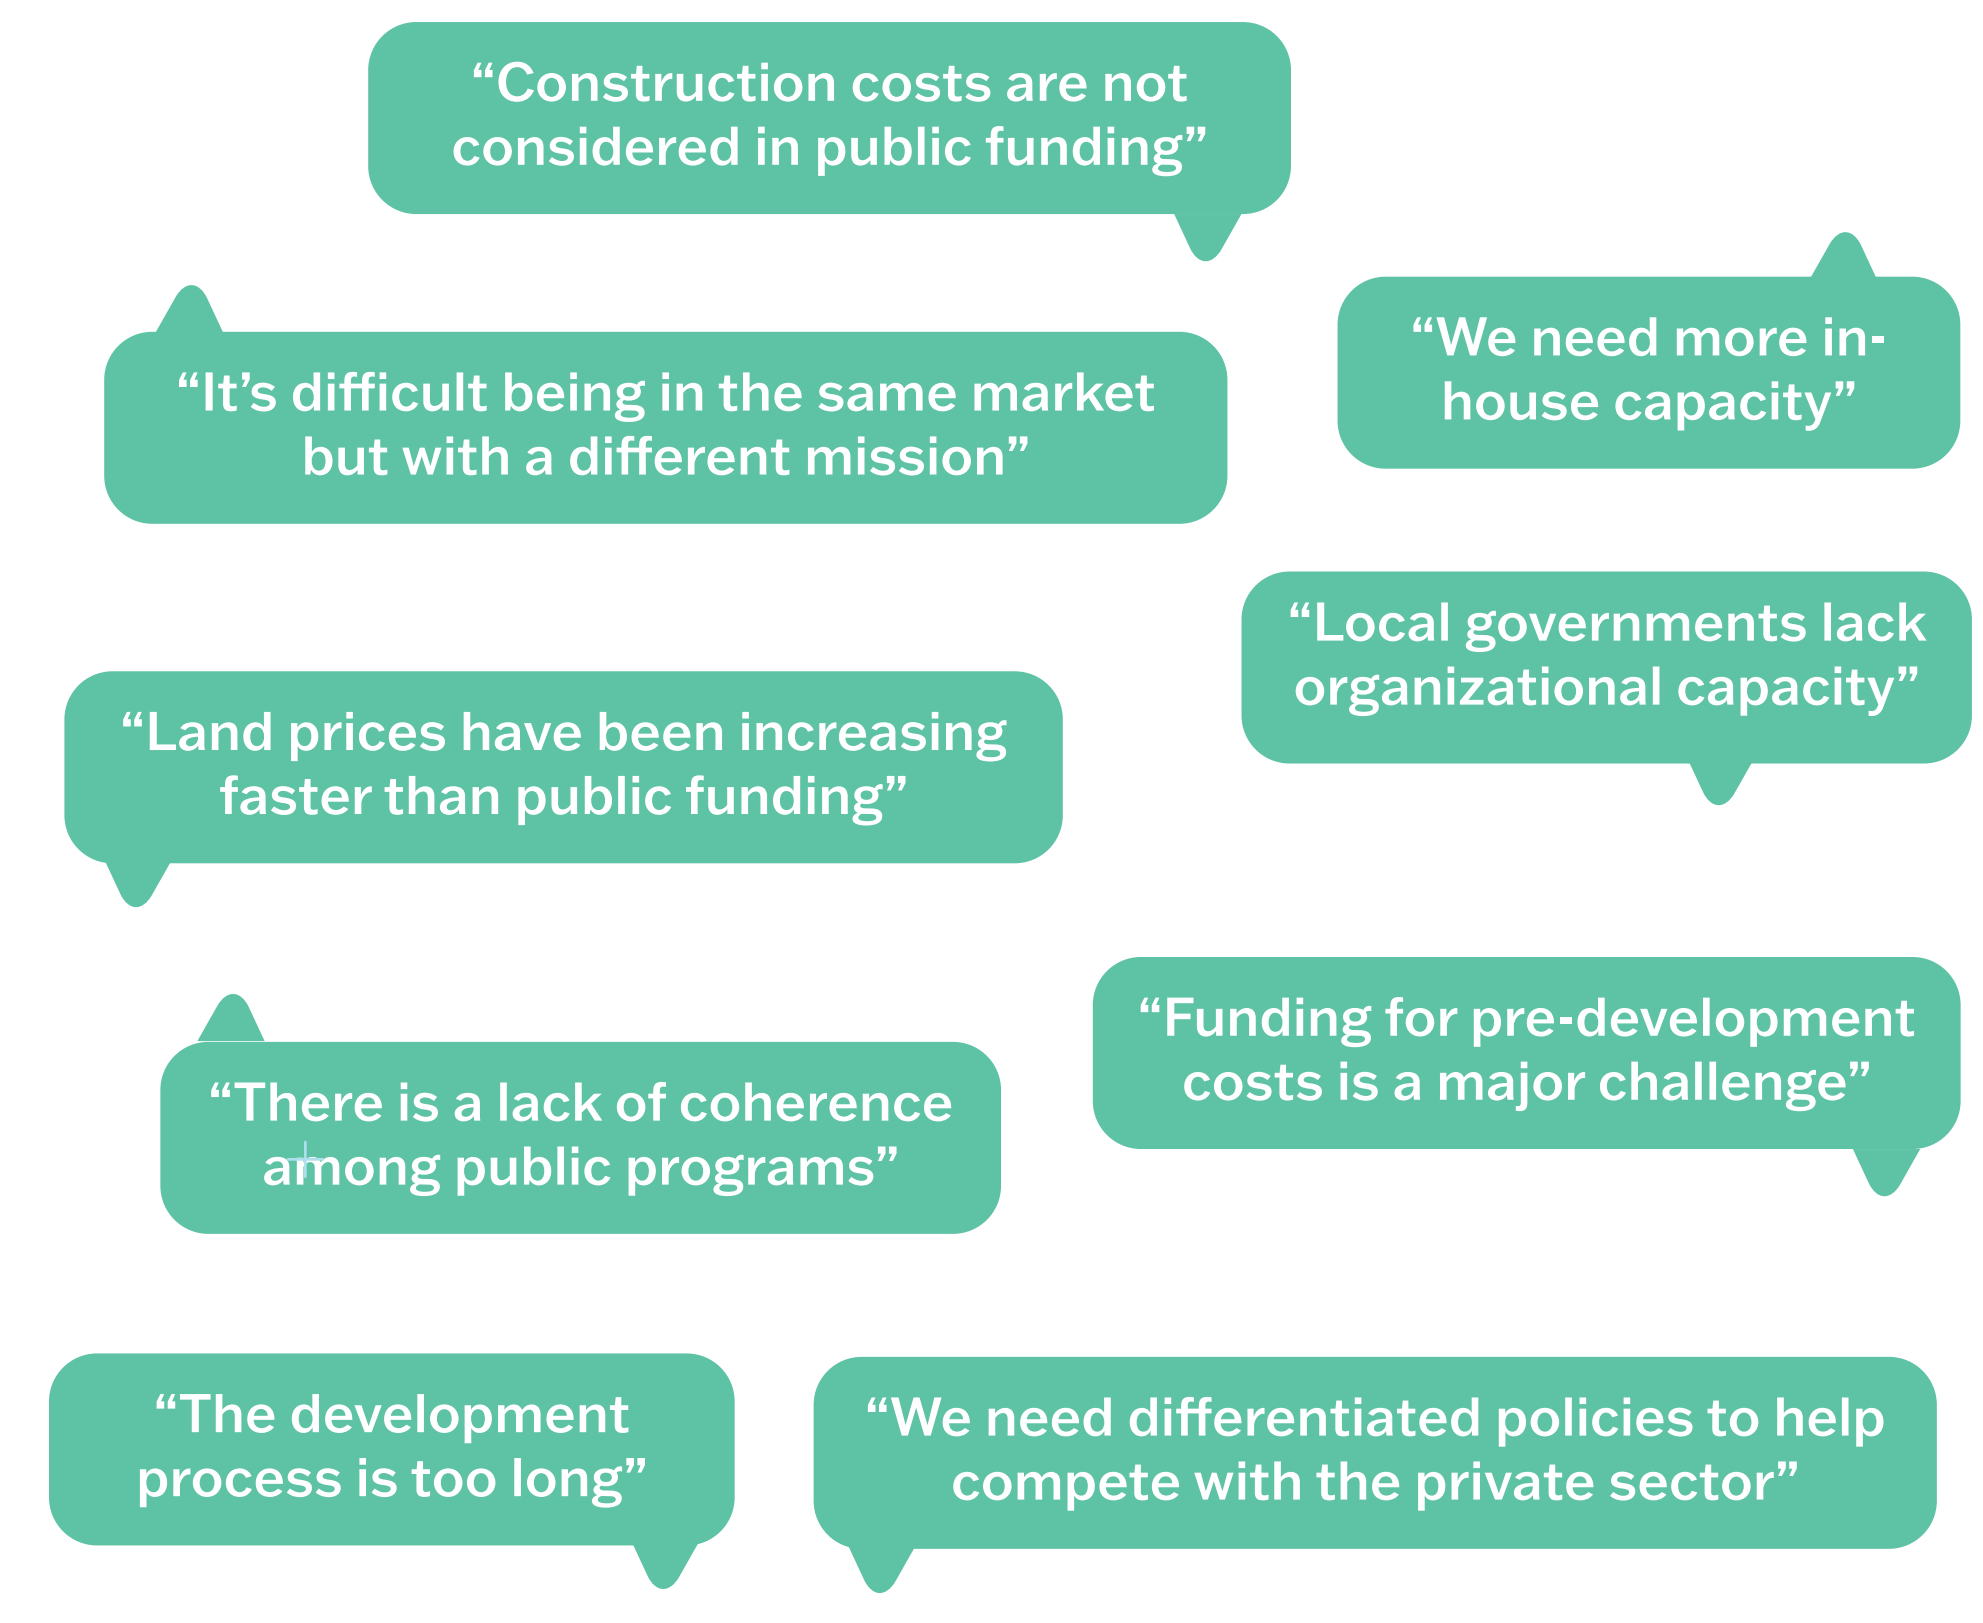 “Construction costs are not
considered in public funding”
“We need more in-
house capacity”
“It’s difficult being in the same market
but with a different mission”
“Local governments lack
organizational capacity”
“Land prices have been increasing
faster than public funding”
“Funding for pre-development
costs is a major challenge”
“There is a lack of coherence
among public programs”
“The development
process is too long”
“We need differentiated policies to help
compete with the private sector”